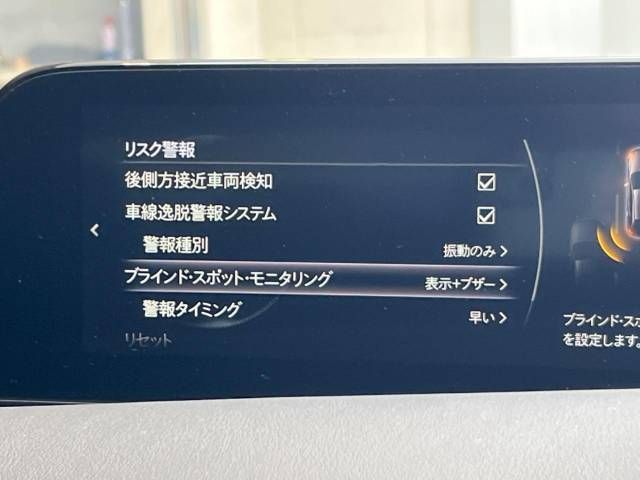 リスク警報
後側方接近車両検知
車線逸脱警報システム
警報種別 振動のみ
ブラインド・スポット・モニタリング 表示+ブザー
警報タイミング 早い
リセット
ブラインド・スポ
を設定します。